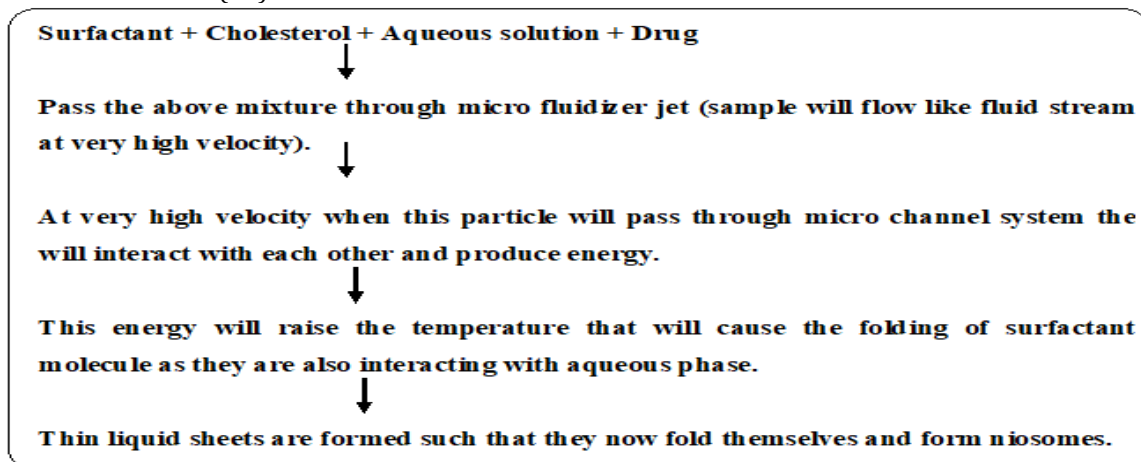 Surfactant + Cholesterol + Aqueous solution + Drug
Pass the above mixture through micro fluidizer jet (sample will flow like fluid stream
at very high velocity).
At very high velocity when this particle will pass through micro channel system the
will interact with each other and produce energy.
This energy will raise the temperature that will cause the folding of surfactant
molecule as they are also interacting with aqueous phase.
Thin liquid sheets are formed such that they now fold themselves and form niosomes.